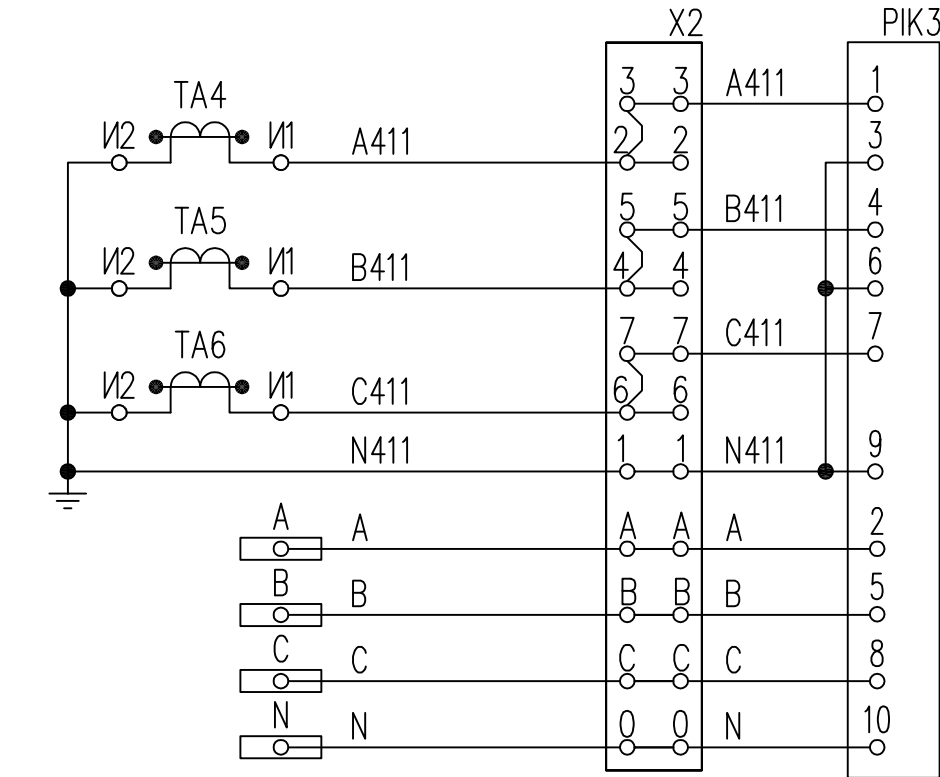 X2 PIK3
TA4
3 3 A411 1
И2 И1 A411 2 2 3
TA5
5 5 B411 4
И2 И1 B411 4 4 6
TA6
7 7 C411 7
И2 И1 C411 6 6
N411 1 1 N411 9
A A A A A 2
B B B B B 5
C C C C C 8
N N 0 0 N 10